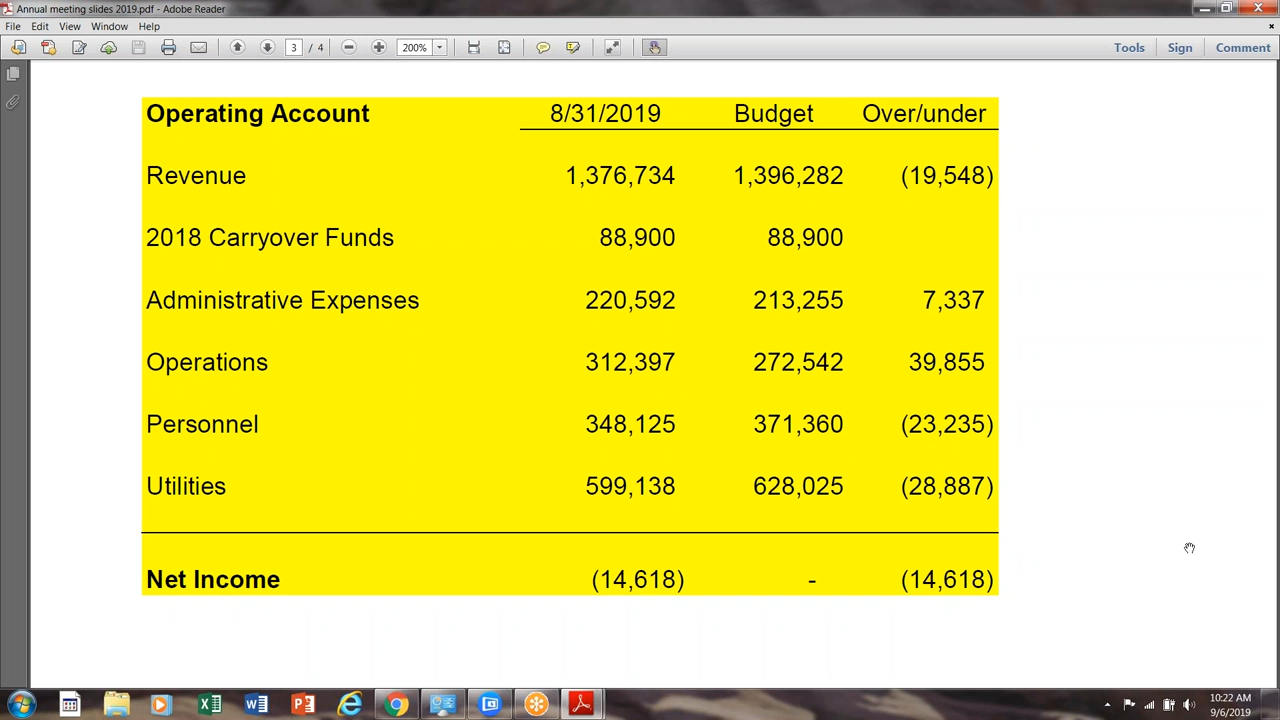 Annual meeting slides 2019.pdf - Adobe Reader
File Edit View Window Help
3 / 4 200% Tools Sign Comment
Operating Account 8/31/2019 Budget Over/under
Revenue 1,376,734 1,396,282 (19,548)
2018 Carryover Funds 88,900 88,900
Administrative Expenses 220,592 213,255 7,337
Operations 312,397 272,542 39,855
Personnel 348,125 371,360 (23,235)
Utilities 599,138 628,025 (28,887)
Net Income (14,618) - (14,618)
10:22 AM
9/6/2019